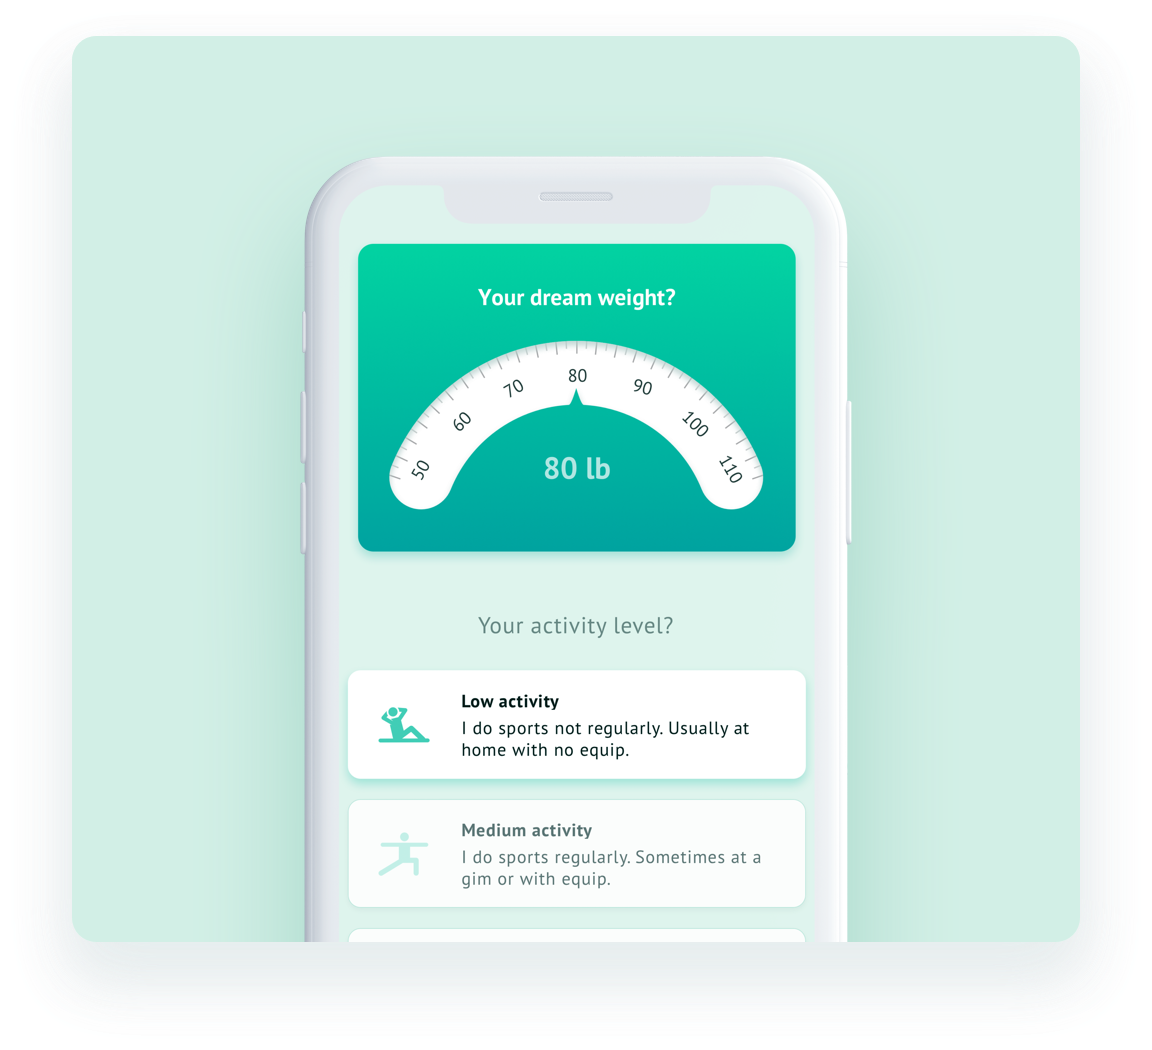 Your dream weight?
50 60 70 80 90 100 110
80 lb
Your activity level?
Low activity
I do sports not regularly. Usually at
home with no equip.
Medium activity
I do sports regularly. Sometimes at a
gim or with equip.